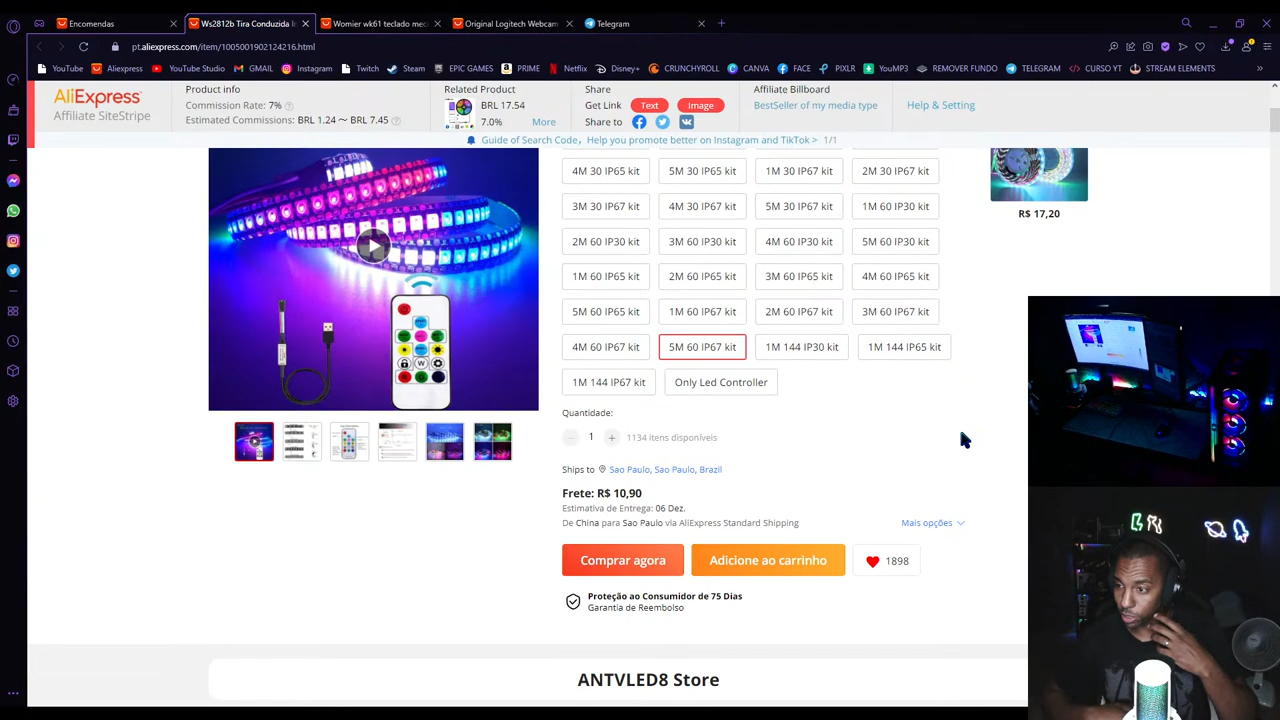 Encomendas
Ws2812b Tira Conduzida In
Womier wk61 teclado mec
Original Logitech Webcam
Telegram
pt.aliexpress.com/item/1005001902124216.html
YouTube
Aliexpress
YouTube Studio
GMAIL
Instagram
Twitch
Steam
EPIC GAMES
PRIME
Netflix
Disney+
CRUNCHYROLL
CANVA
FACE
PIXLR
YouMP3
REMOVER FUNDO
TELEGRAM
CURSO YT
STREAM ELEMENTS
AliExpress
Affiliate SiteStripe
Product info
Commission Rate: 7%
Estimated Commissions: BRL 1.24 ～ BRL 7.45
Related Product
BRL 17.54
7.0% More
Share
Get Link Text Image
Share to
Affiliate Billboard
BestSeller of my media type
Help & Setting
Guide of Search Code，Help you promote better on Instagram and TikTok > 1/1
4M 30 IP65 kit 5M 30 IP65 kit 1M 30 IP67 kit 2M 30 IP67 kit
3M 30 IP67 kit 4M 30 IP67 kit 5M 30 IP67 kit 1M 60 IP30 kit
2M 60 IP30 kit 3M 60 IP30 kit 4M 60 IP30 kit 5M 60 IP30 kit
1M 60 IP65 kit 2M 60 IP65 kit 3M 60 IP65 kit 4M 60 IP65 kit
5M 60 IP65 kit 1M 60 IP67 kit 2M 60 IP67 kit 3M 60 IP67 kit
4M 60 IP67 kit 5M 60 IP67 kit 1M 144 IP30 kit 1M 144 IP65 kit
1M 144 IP67 kit Only Led Controller
R$ 17,20
W
Quantidade:
1 1134 itens disponíveis
Ships to Sao Paulo, Sao Paulo, Brazil
Frete: R$ 10,90
Estimativa de Entrega: 06 Dez.
De China para Sao Paulo via AliExpress Standard Shipping Mais opções
Comprar agora Adicione ao carrinho 1898
Proteção ao Consumidor de 75 Dias
Garantia de Reembolso
ANTVLED8 Store